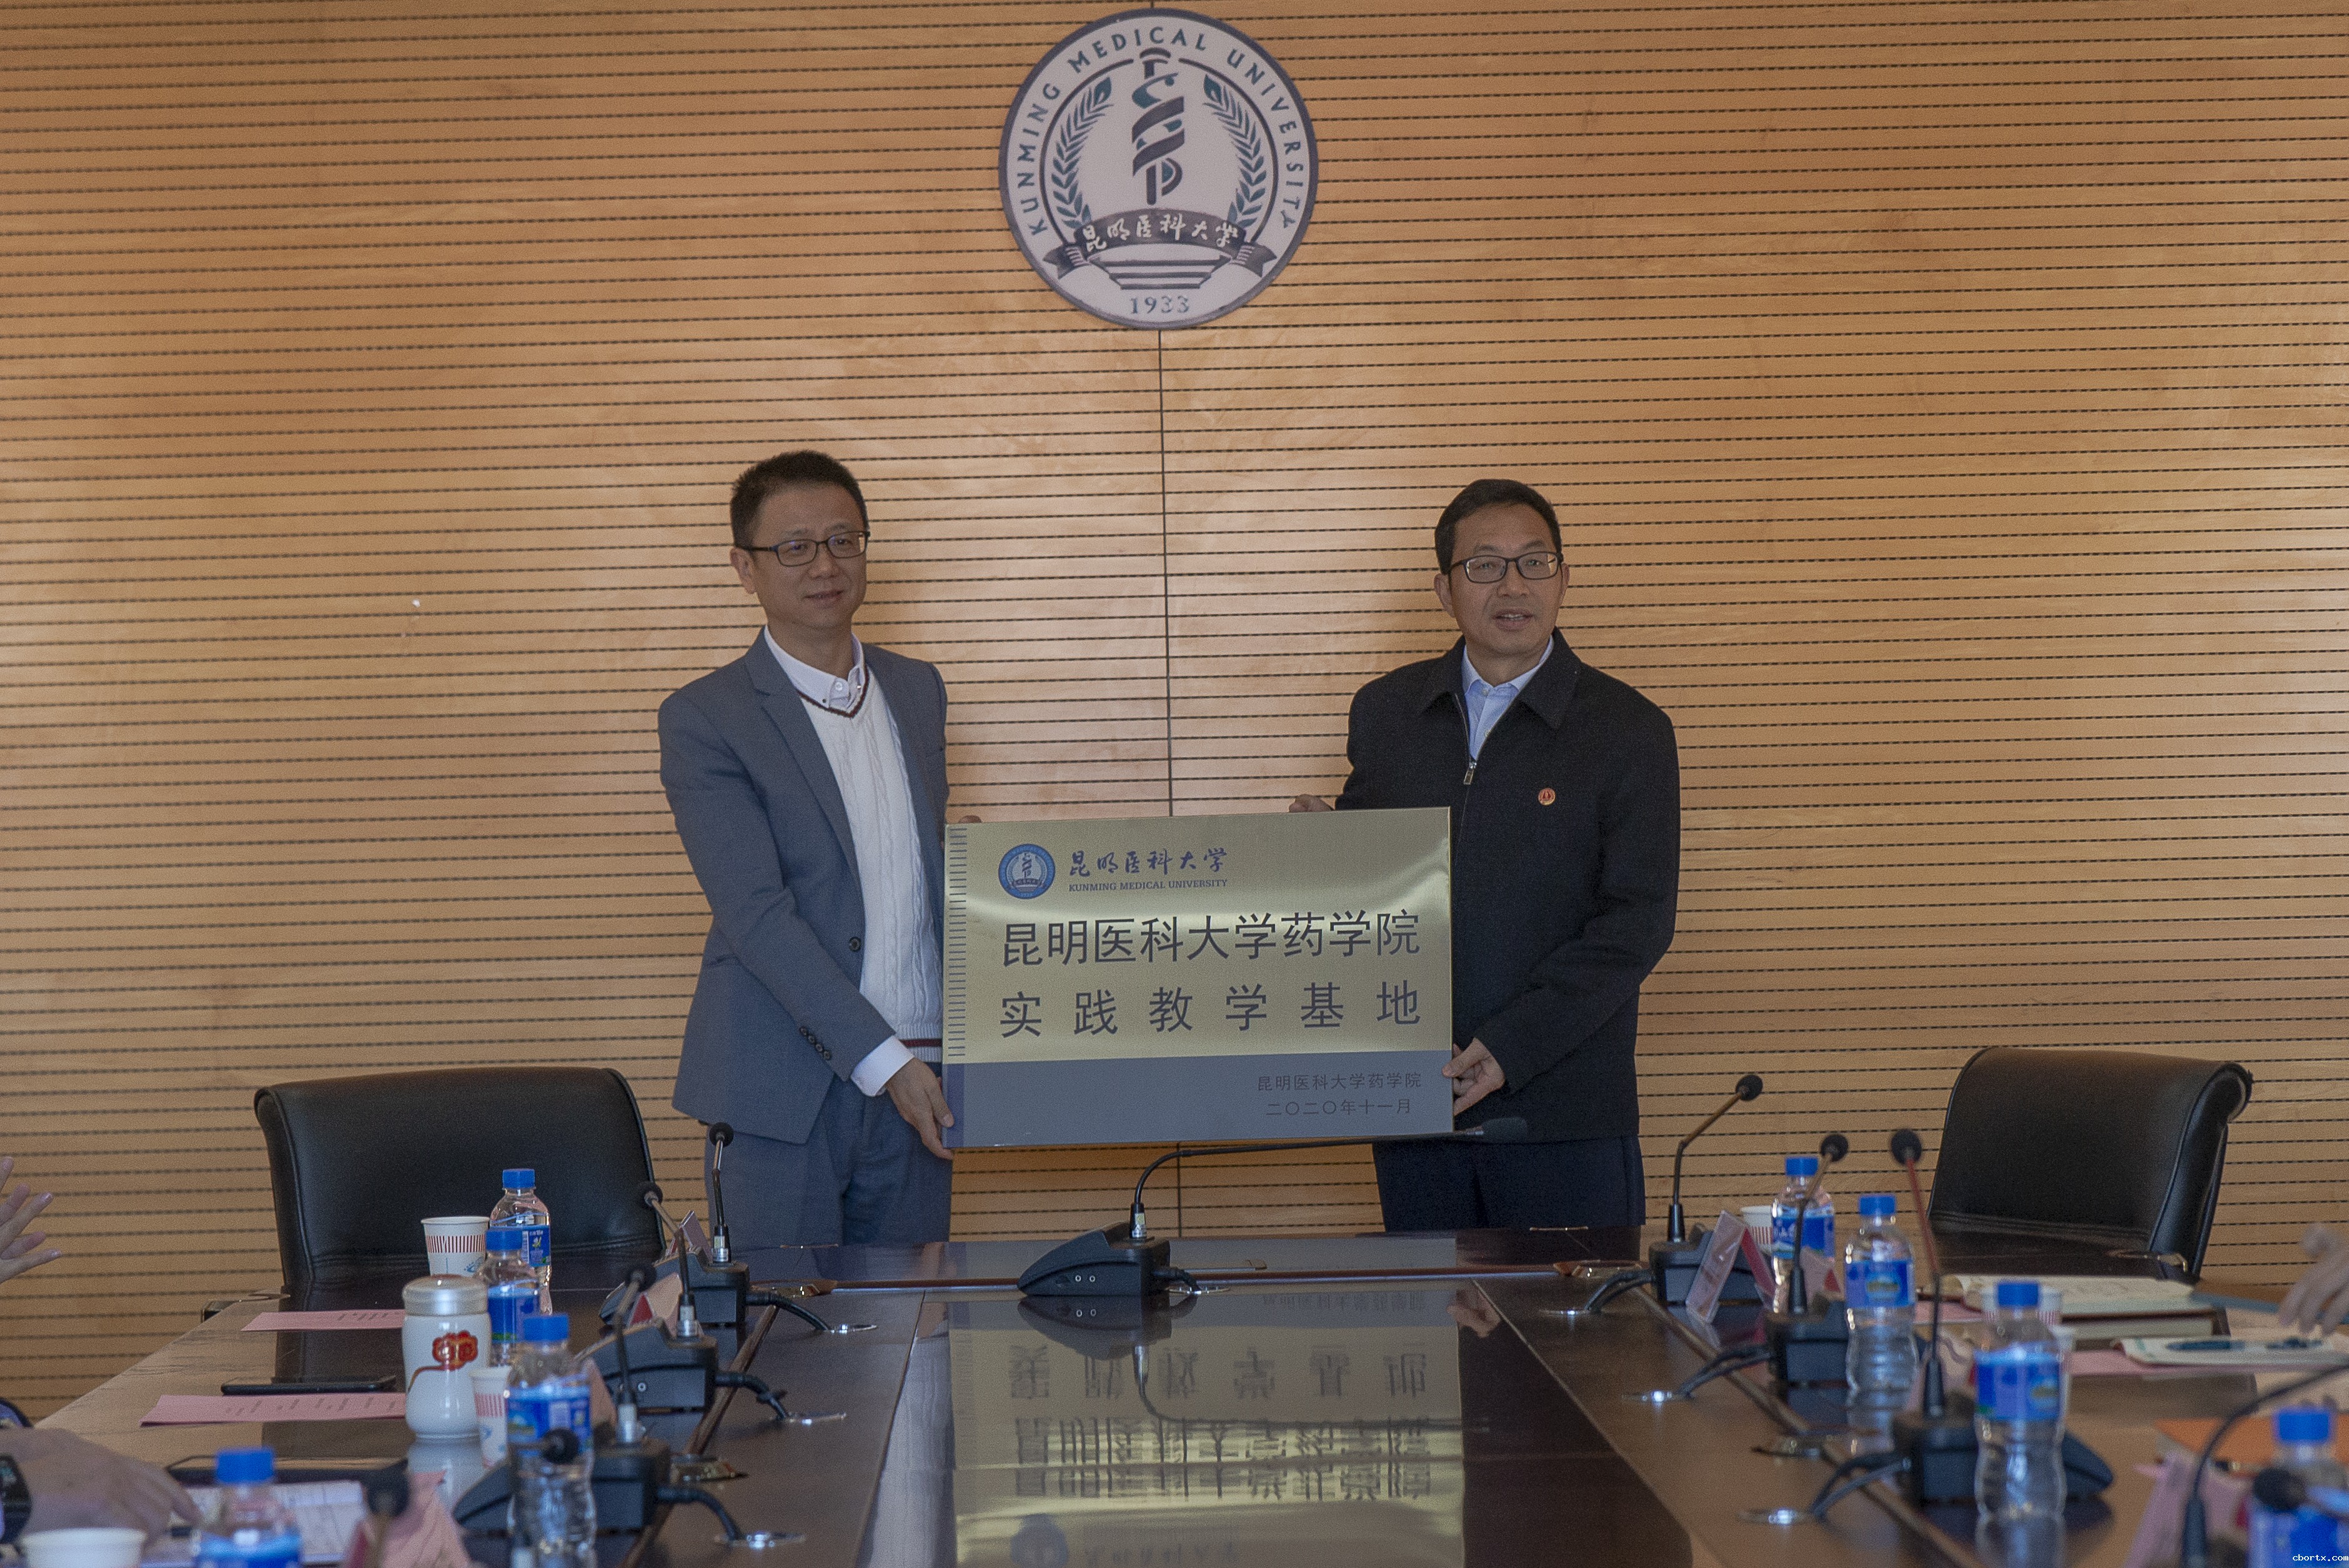 KUNMING MEDICAL UNIVERSITY
昆明医科大学
1933
昆明医科大学
KUNMING MEDICAL UNIVERSITY
昆明医科大学药学院
实践教学基地
昆明医科大学药学院
二〇二〇年十一月
cbortx.com